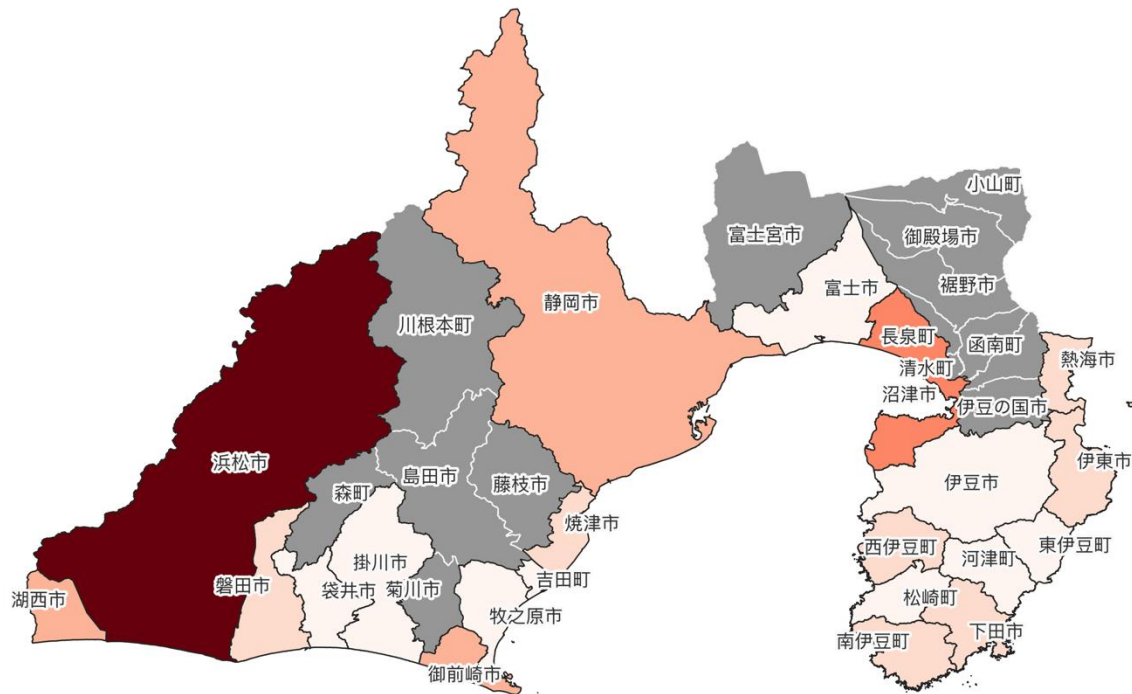 小山町
富士宮市
御殿場市
裾野市
富士市
静岡市
川根本町
長泉町
函南町
熱海市
清水町
沼津市
伊豆の国市
浜松市
島田市
藤枝市
伊東市
伊豆市
森町
焼津市
掛川市
西伊豆町
河津町
東伊豆町
磐田市
袋井市
菊川市
吉田町
湖西市
牧之原市
松崎町
下田市
南伊豆町
御前崎市